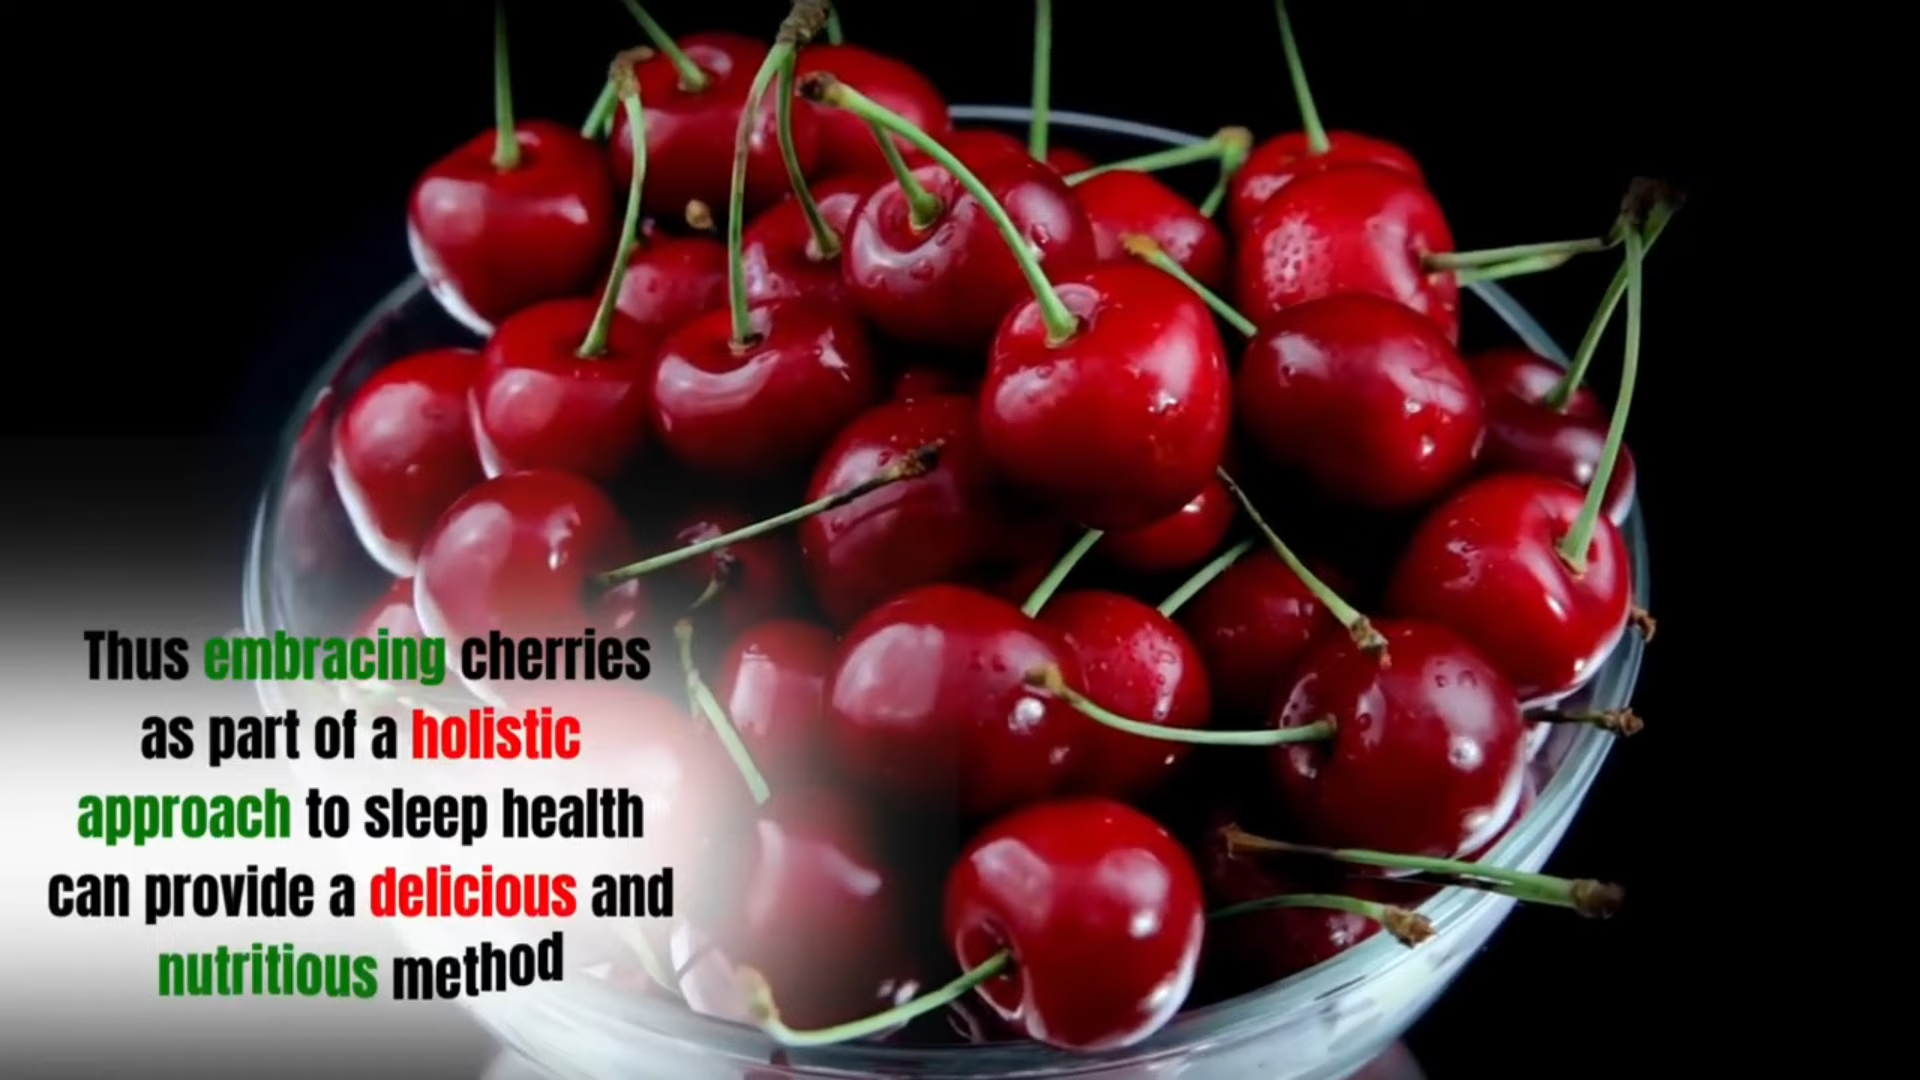 Thus embracing cherries
as part of a holistic
approach to sleep health
can provide a delicious and
nutritious method